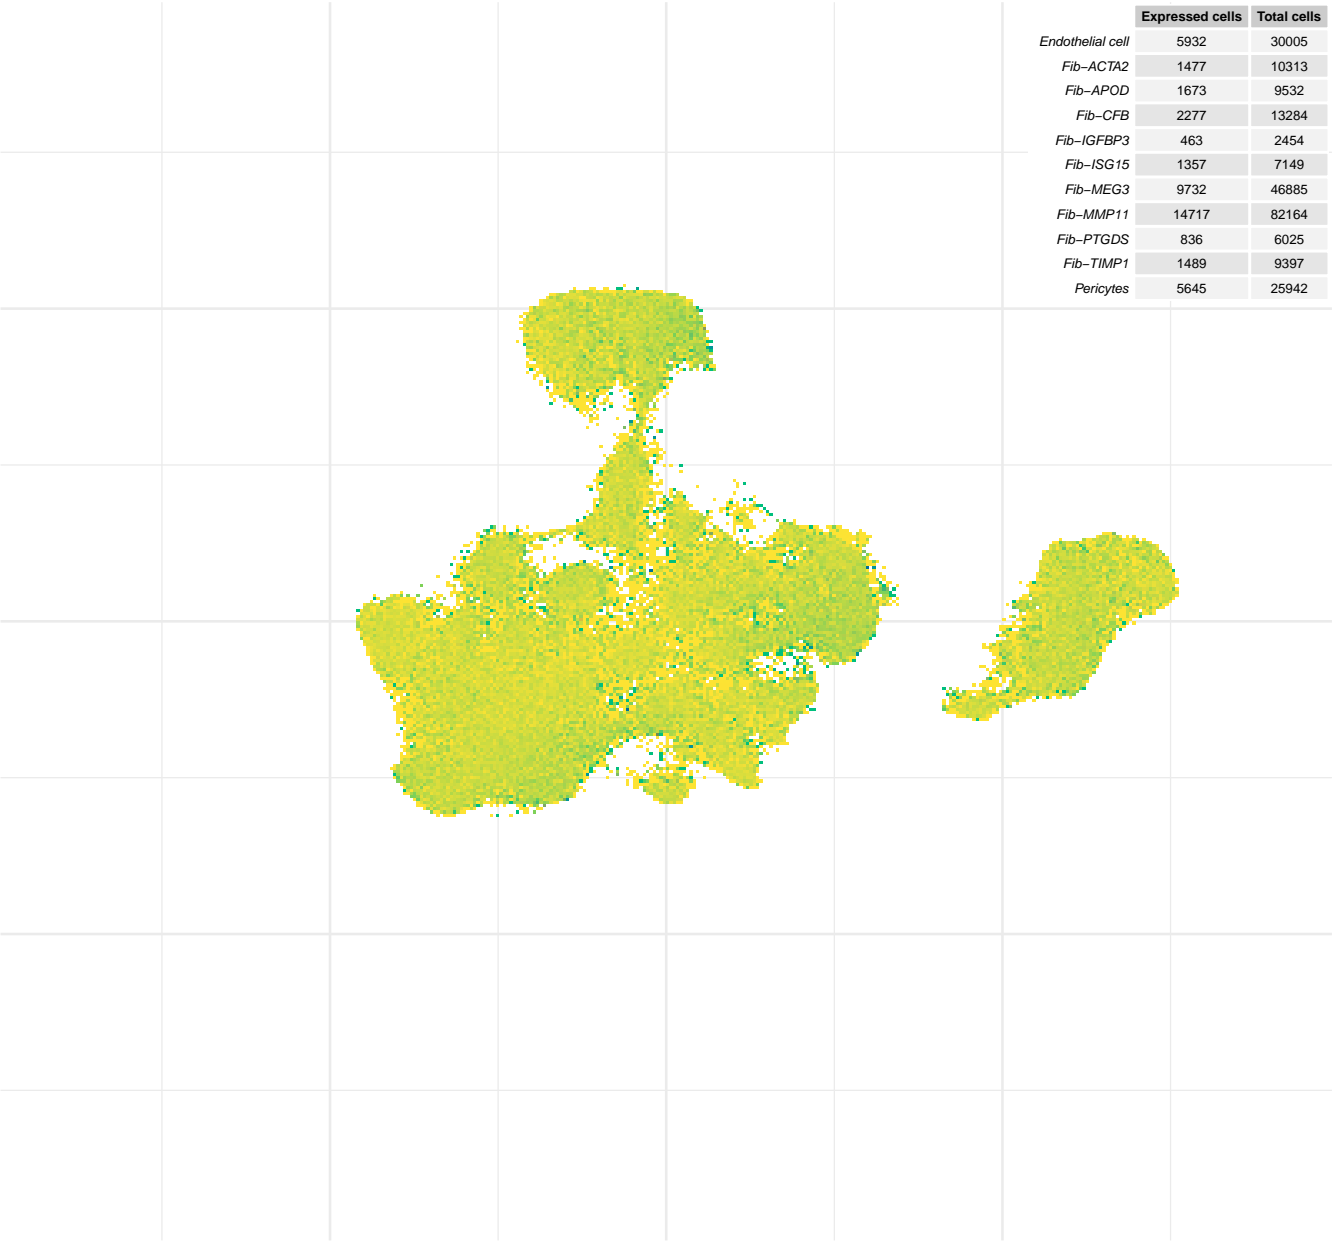 Expressed cells Total cells
Endothelial cell 5932 30005
Fib−ACTA2 1477 10313
Fib−APOD 1673 9532
Fib−CFB 2277 13284
Fib−IGFBP3 463 2454
Fib−ISG15 1357 7149
Fib−MEG3 9732 46885
Fib−MMP11 14717 82164
Fib−PTGDS 836 6025
Fib−TIMP1 1489 9397
Pericytes 5645 25942